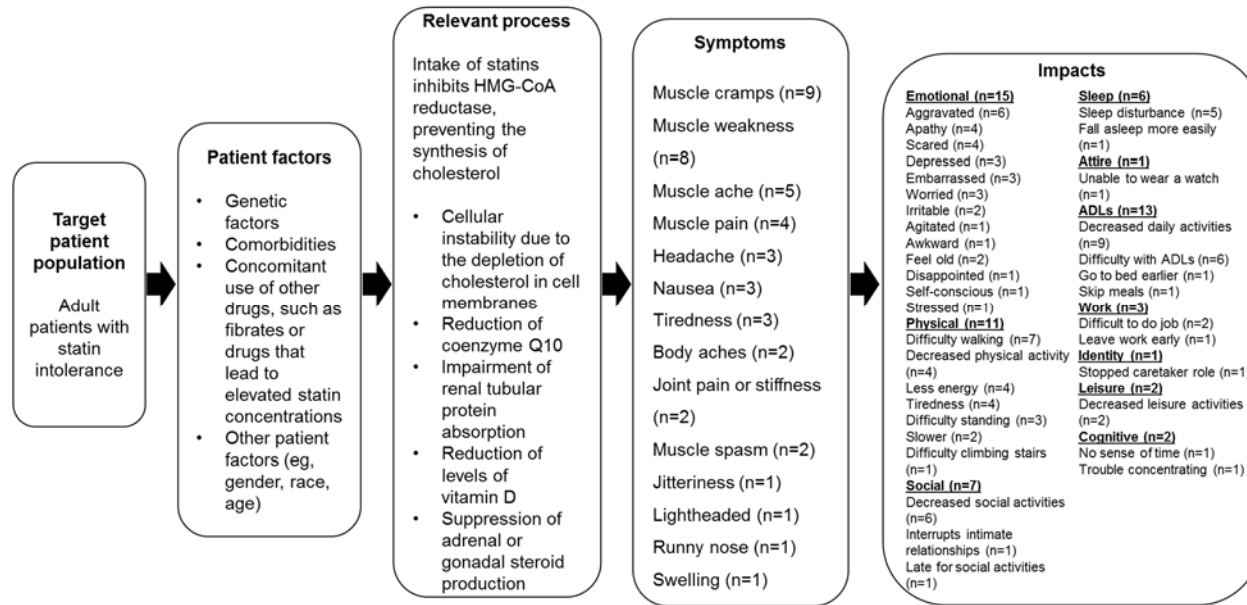 Target patient
population
Adult
patients with
statin
intolerance
Patient factors
• Genetic
factors
• Comorbidities
• Concomitant
use of other
drugs, such as
fibrates or
drugs that
lead to
elevated statin
concentrations
• Other patient
factors (eg,
gender, race,
age)
Relevant process
Intake of statins
inhibits HMG-CoA
reductase,
preventing the
synthesis of
cholesterol
• Cellular
instability due to
the depletion of
cholesterol in cell
membranes
• Reduction of
coenzyme Q10
• Impairment of
renal tubular
protein
absorption
• Reduction of
levels of
vitamin D
• Suppression of
adrenal or
gonadal steroid
production
Symptoms
Muscle cramps (n=9)
Muscle weakness
(n=8)
Muscle ache (n=5)
Muscle pain (n=4)
Headache (n=3)
Nausea (n=3)
Tiredness (n=3)
Body aches (n=2)
Joint pain or stiffness
(n=2)
Muscle spasm (n=2)
Jitteriness (n=1)
Lightheaded (n=1)
Runny nose (n=1)
Swelling (n=1)
Impacts
Emotional (n=15)
Aggravated (n=6)
Apathy (n=4)
Scared (n=4)
Depressed (n=3)
Embarrassed (n=3)
Worried (n=3)
Irritable (n=2)
Agitated (n=1)
Awkward (n=1)
Feel old (n=2)
Disappointed (n=1)
Self-conscious (n=1)
Stressed (n=1)
Physical (n=11)
Difficulty walking (n=7)
Decreased physical activity
(n=4)
Less energy (n=4)
Tiredness (n=4)
Difficulty standing (n=3)
Slower (n=2)
Difficulty climbing stairs
(n=1)
Social (n=7)
Decreased social activities
(n=6)
Interrupts intimate
relationships (n=1)
Late for social activities
(n=1)
Sleep (n=6)
Sleep disturbance (n=5)
Fall asleep more easily
(n=1)
Attire (n=1)
Unable to wear a watch
(n=1)
ADLs (n=13)
Decreased daily activities
(n=9)
Difficulty with ADLs (n=6)
Go to bed earlier (n=1)
Skip meals (n=1)
Work (n=3)
Difficult to do job (n=2)
Leave work early (n=1)
Identity (n=1)
Stopped caretaker role (n=1)
Leisure (n=2)
Decreased leisure activities
(n=2)
Cognitive (n=2)
No sense of time (n=1)
Trouble concentrating (n=1)